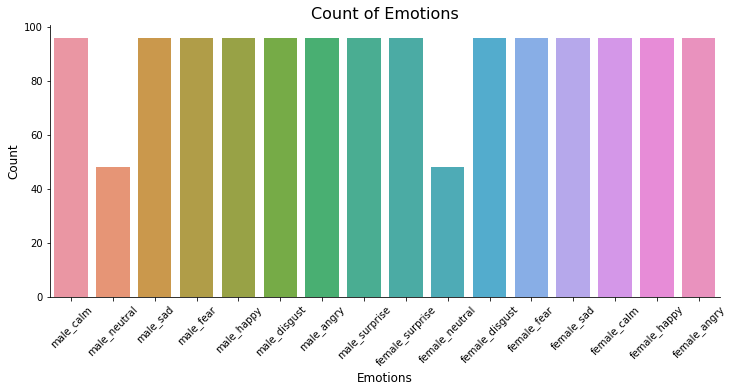 Count of Emotions
100
80
60
40
20
0
Count
male_calm
male_neutral
male_sad
male_fear
male_happy
male_disgust
male_angry
male_surprise
female_surprise
female_neutral
female_disgust
female_fear
female_sad
female_calm
female_happy
female_angry
Emotions